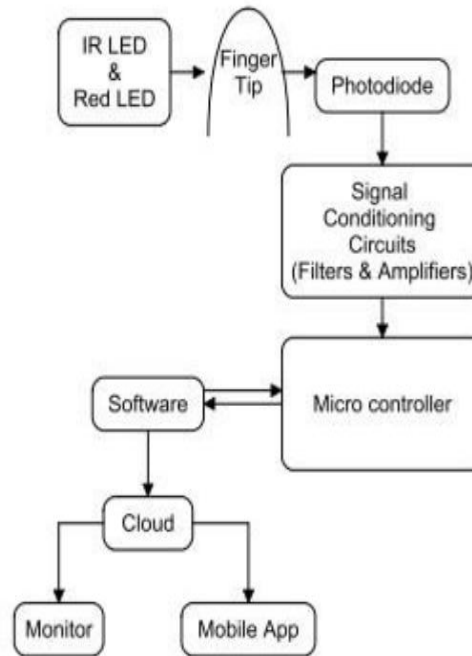 IR LED
&
Red LED
Finger
Tip
Photodiode
Signal
Conditioning
Circuits
(Filters & Amplifiers)
Micro controller
Software
Cloud
Monitor
Mobile App